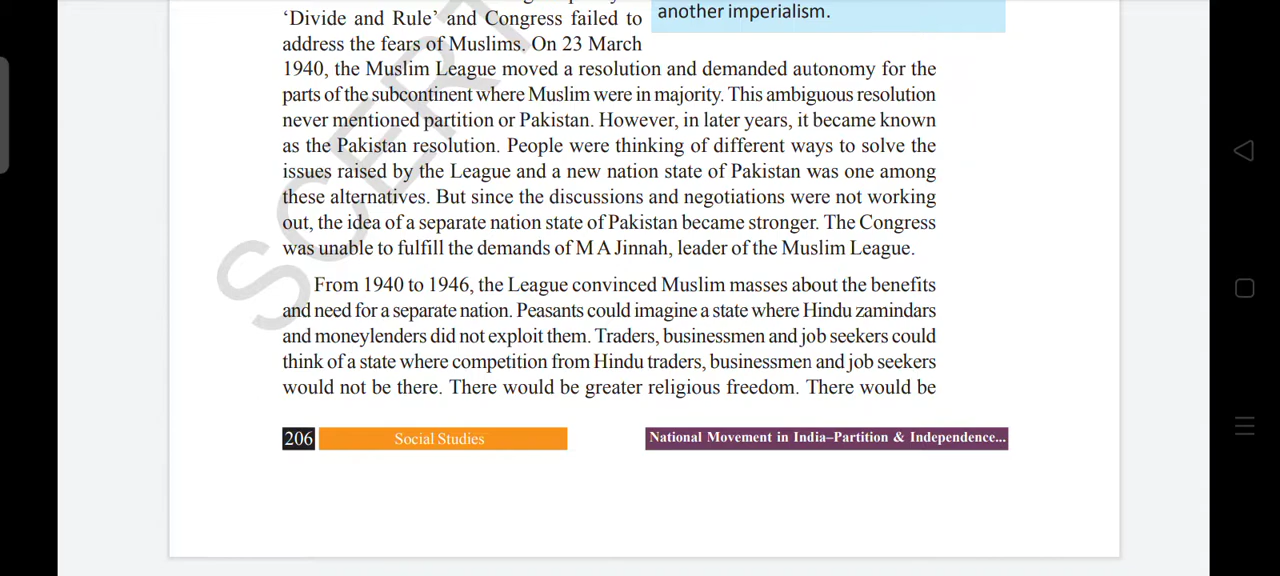 another imperialism.
‘Divide and Rule’ and Congress failed to
address the fears of Muslims. On 23 March
1940, the Muslim League moved a resolution and demanded autonomy for the
parts of the subcontinent where Muslim were in majority. This ambiguous resolution
never mentioned partition or Pakistan. However, in later years, it became known
as the Pakistan resolution. People were thinking of different ways to solve the
issues raised by the League and a new nation state of Pakistan was one among
these alternatives. But since the discussions and negotiations were not working
out, the idea of a separate nation state of Pakistan became stronger. The Congress
was unable to fulfill the demands of M A Jinnah, leader of the Muslim League.
From 1940 to 1946, the League convinced Muslim masses about the benefits
and need for a separate nation. Peasants could imagine a state where Hindu zamindars
and moneylenders did not exploit them. Traders, businessmen and job seekers could
think of a state where competition from Hindu traders, businessmen and job seekers
would not be there. There would be greater religious freedom. There would be
206 Social Studies
National Movement in India–Partition & Independence...
SCERT